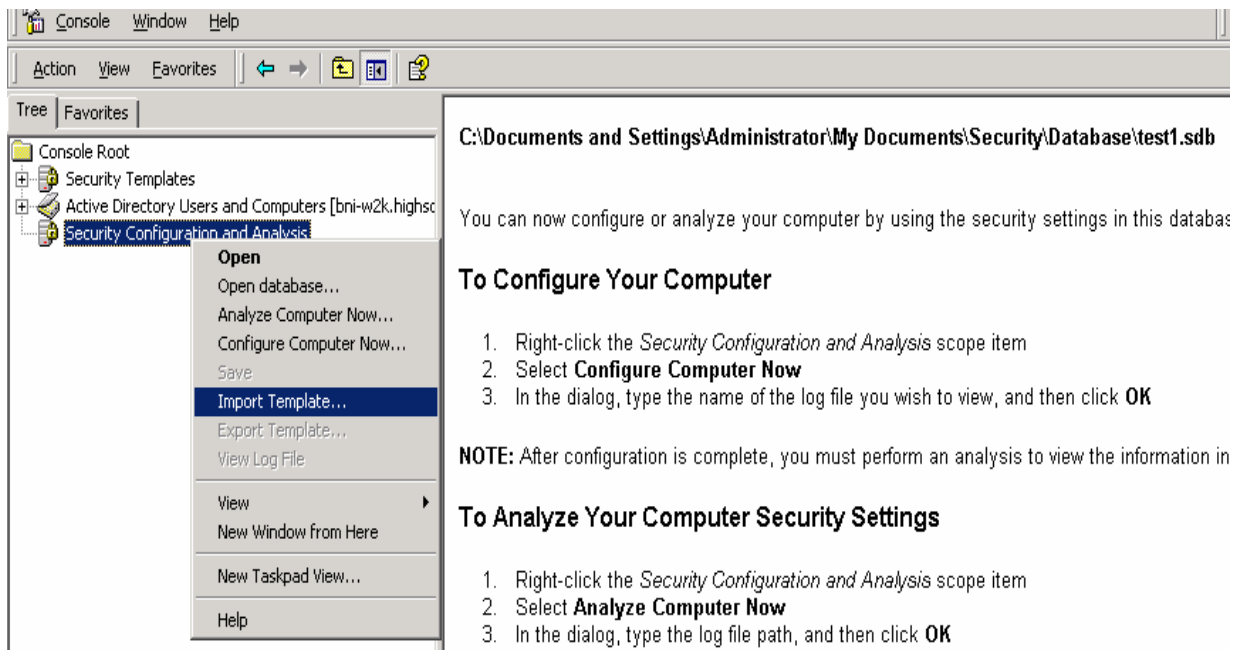 Console Window Help
Action View Favorites
Tree Favorites
Console Root
Security Templates
Active Directory Users and Computers [bni-w2k.highsc
Security Configuration and Analysis
Open
Open database...
Analyze Computer Now...
Configure Computer Now...
Save
Import Template...
Export Template...
View Log File
View
New Window from Here
New Taskpad View...
Help
C:\Documents and Settings\Administrator\My Documents\Security\Database\test1.sdb
You can now configure or analyze your computer by using the security settings in this databas
To Configure Your Computer
1. Right-click the Security Configuration and Analysis scope item
2. Select Configure Computer Now
3. In the dialog, type the name of the log file you wish to view, and then click OK
NOTE: After configuration is complete, you must perform an analysis to view the information in
To Analyze Your Computer Security Settings
1. Right-click the Security Configuration and Analysis scope item
2. Select Analyze Computer Now
3. In the dialog, type the log file path, and then click OK